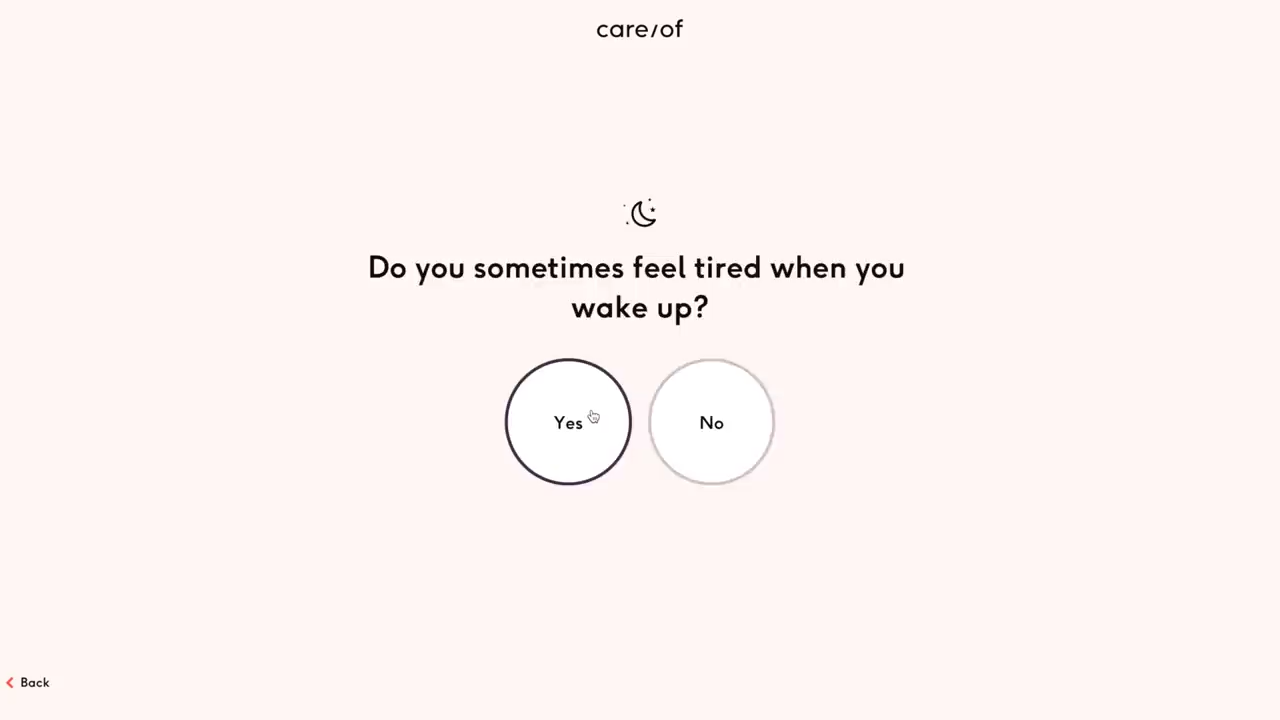 care/of
Do you sometimes feel tired when you
wake up?
Yes
No
Back